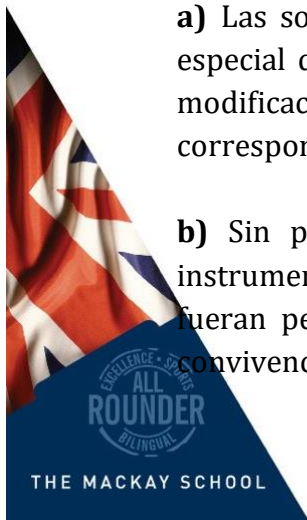 a) Las so
especial
modificac
correspon
b) Sin p
instrumen
fueran pe
convivenc
EXCELLENCE • SPORTS
ALL
ROUNDER
BILINGUAL
THE MACKAY SCHOOL